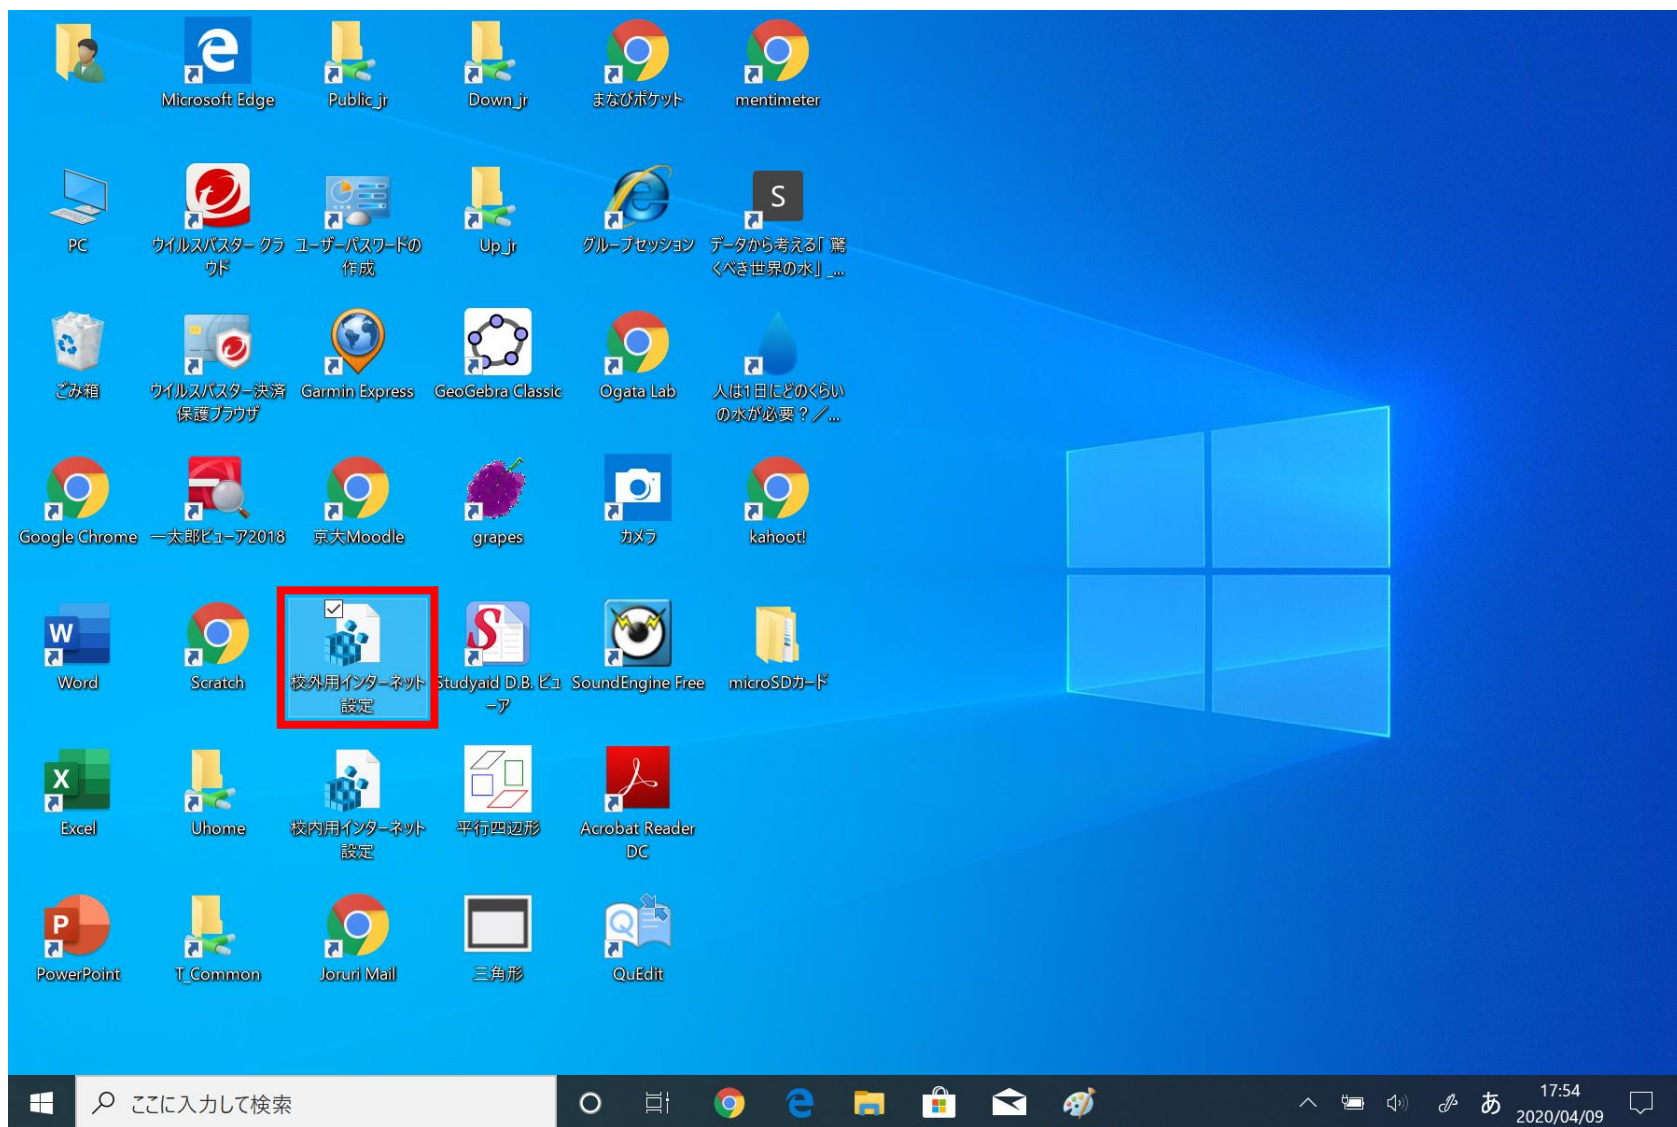 Microsoft Edge
Public_jr
Down_jr
まなびポケット
mentimeter
PC
ウイルスバスター クラ
ウド
ユーザーパスワードの
作成
Up_jr
グループセッション
S
データから考える「驚
くべき世界の水」_...
ごみ箱
ウイルスバスター決済
保護ブラウザ
Garmin Express
GeoGebra Classic
Ogata Lab
人は1日にどのくらい
の水が必要？／...
Google Chrome
一太郎ビューア2018
京大Moodle
grapes
カメラ
kahoot!
W
Word
Scratch
校外用インターネット
設定
S
Studyaid D.B. ビュ
ーア
SoundEngine Free
microSDカード
X
Excel
Uhome
校内用インターネット
設定
平行四辺形
Acrobat Reader
DC
P
PowerPoint
T_Common
Joruri Mail
三角形
Q
QuEdit
ここに入力して検索
あ
17:54
2020/04/09